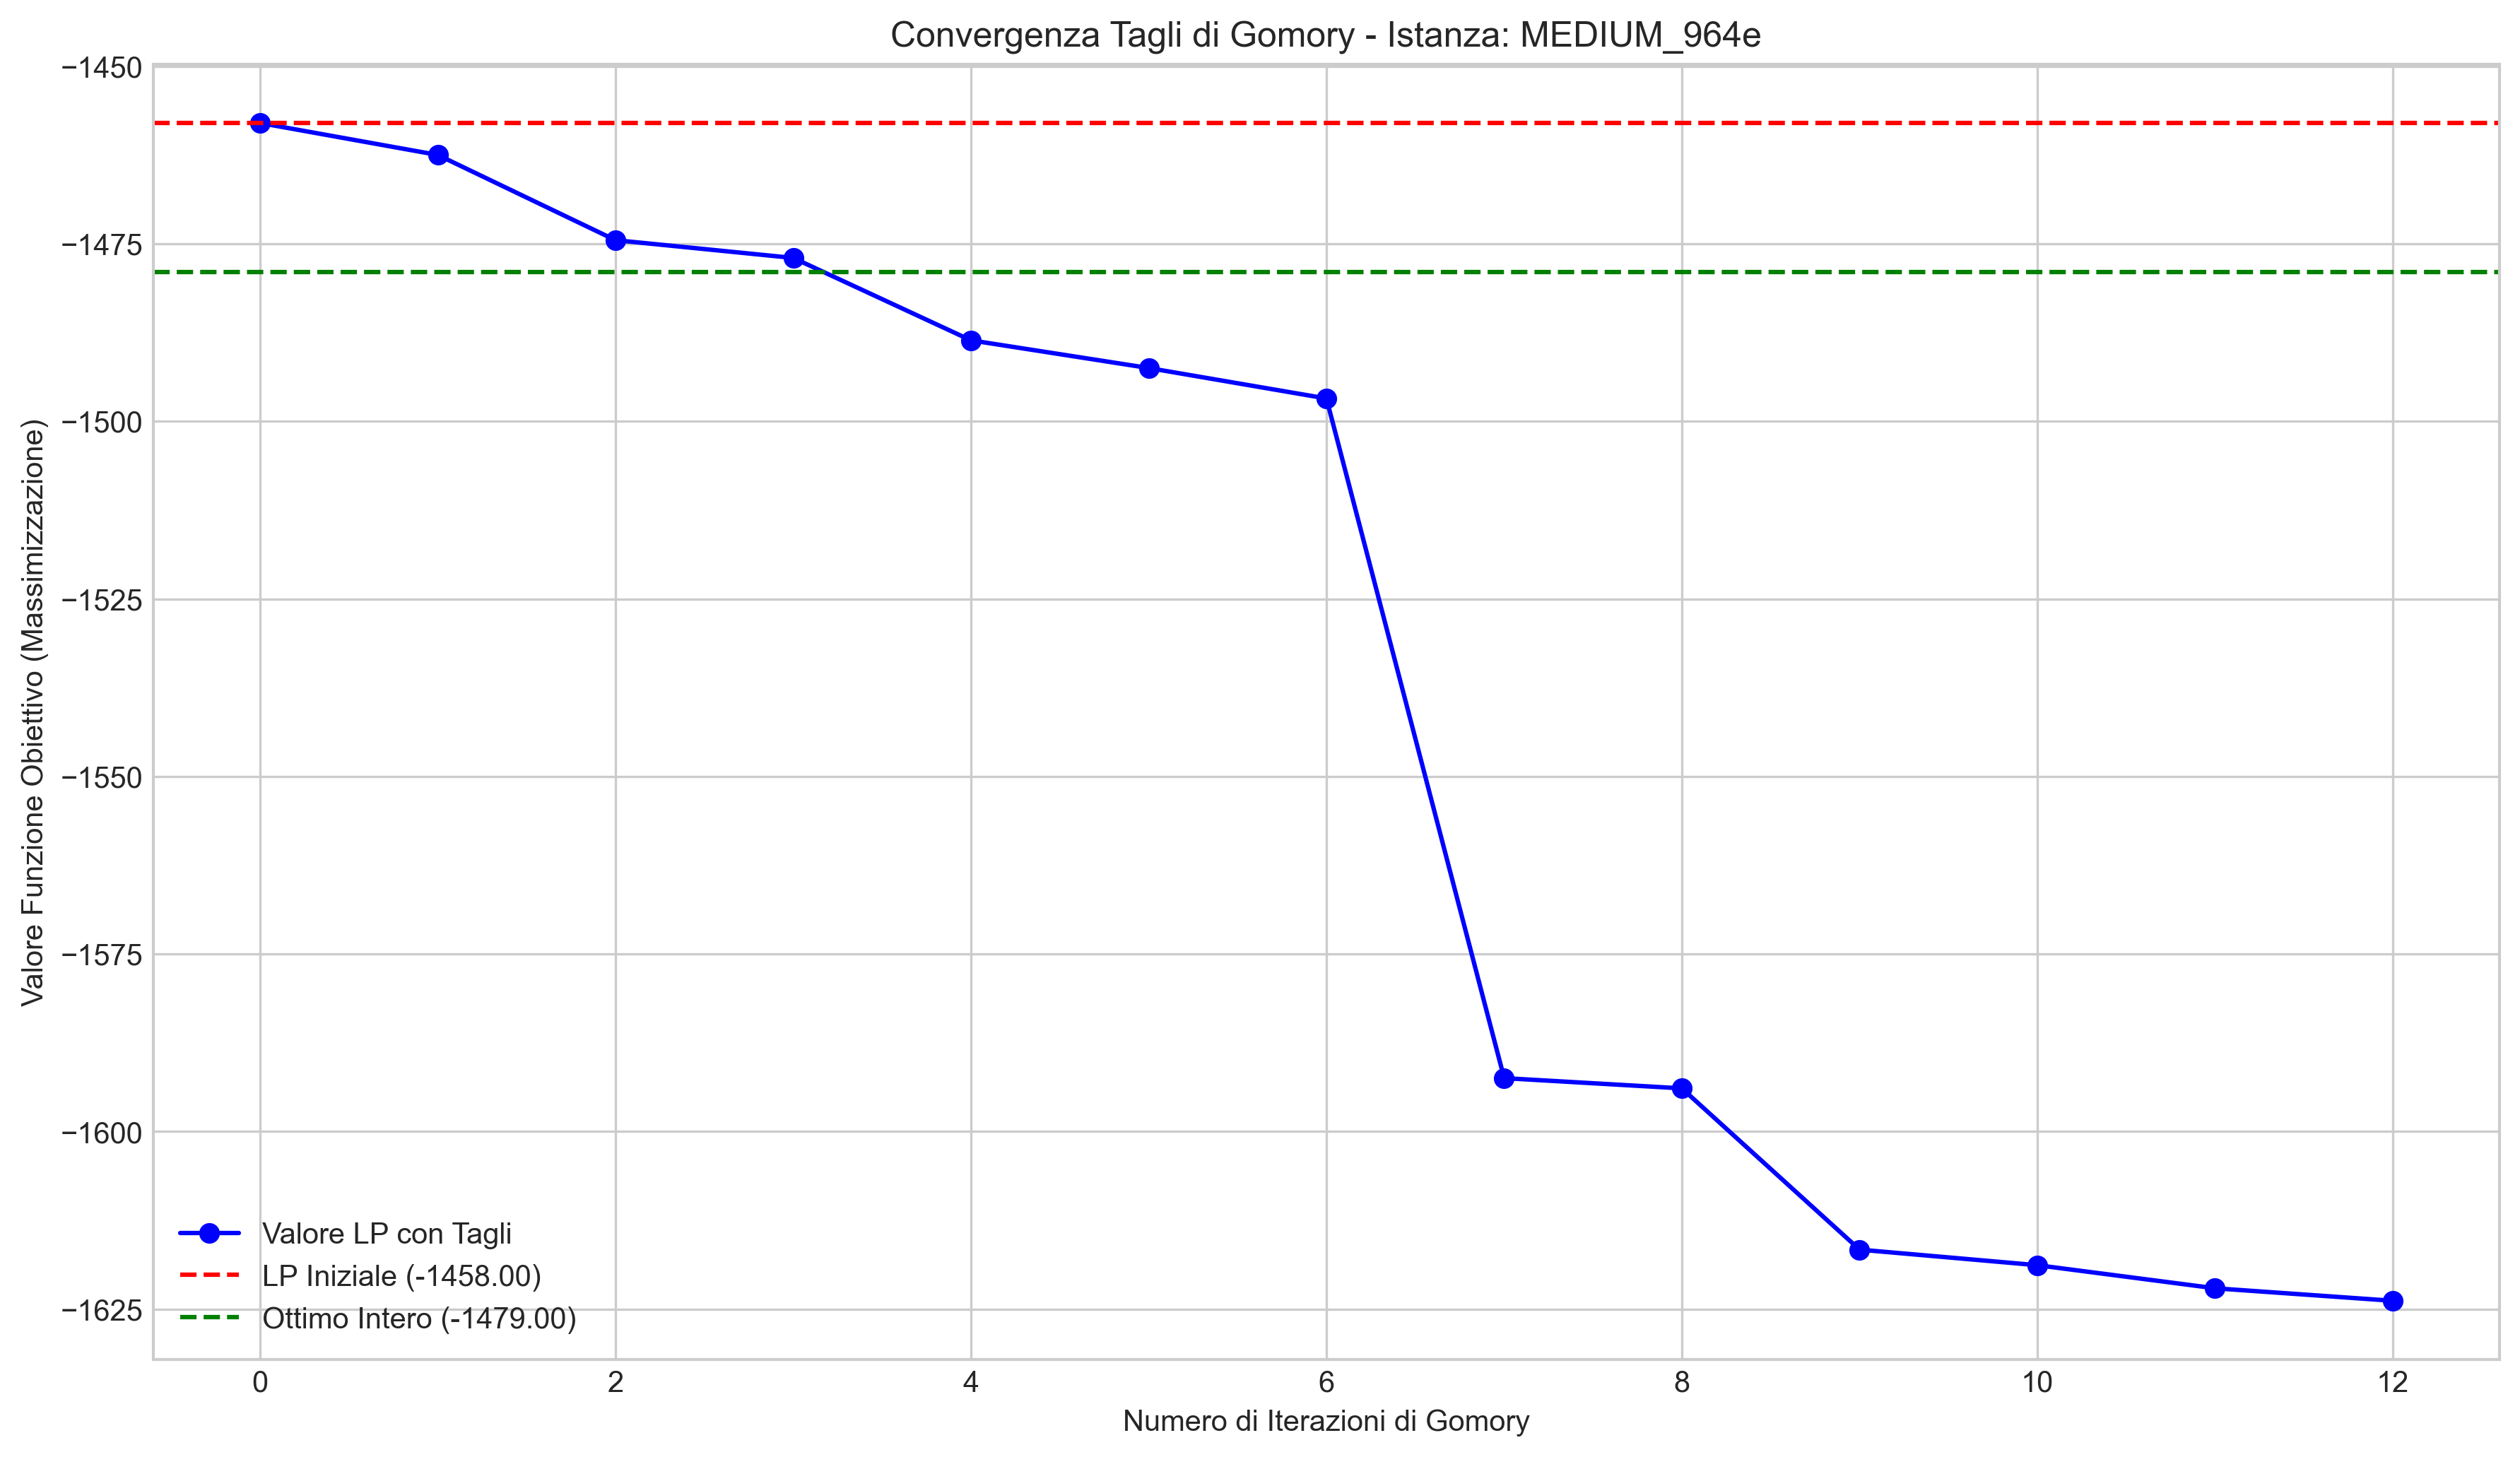 Convergenza Tagli di Gomory - Istanza: MEDIUM_964e
Valore Funzione Obiettivo (Massimizzazione)
−1450
−1475
−1500
−1525
−1550
−1575
−1600
−1625
Valore LP con Tagli
LP Iniziale (-1458.00)
Ottimo Intero (-1479.00)
0 2 4 6 8 10 12
Numero di Iterazioni di Gomory